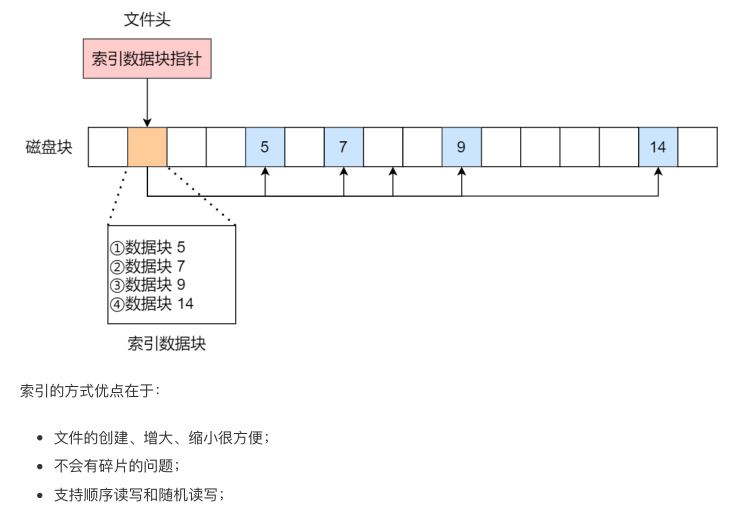 文件头
索引数据块指针
磁盘块
5
7
9
14
①数据块 5
②数据块 7
③数据块 9
④数据块 14
索引数据块
索引的方式优点在于：
• 文件的创建、增大、缩小很方便；
• 不会有碎片的问题；
• 支持顺序读写和随机读写；